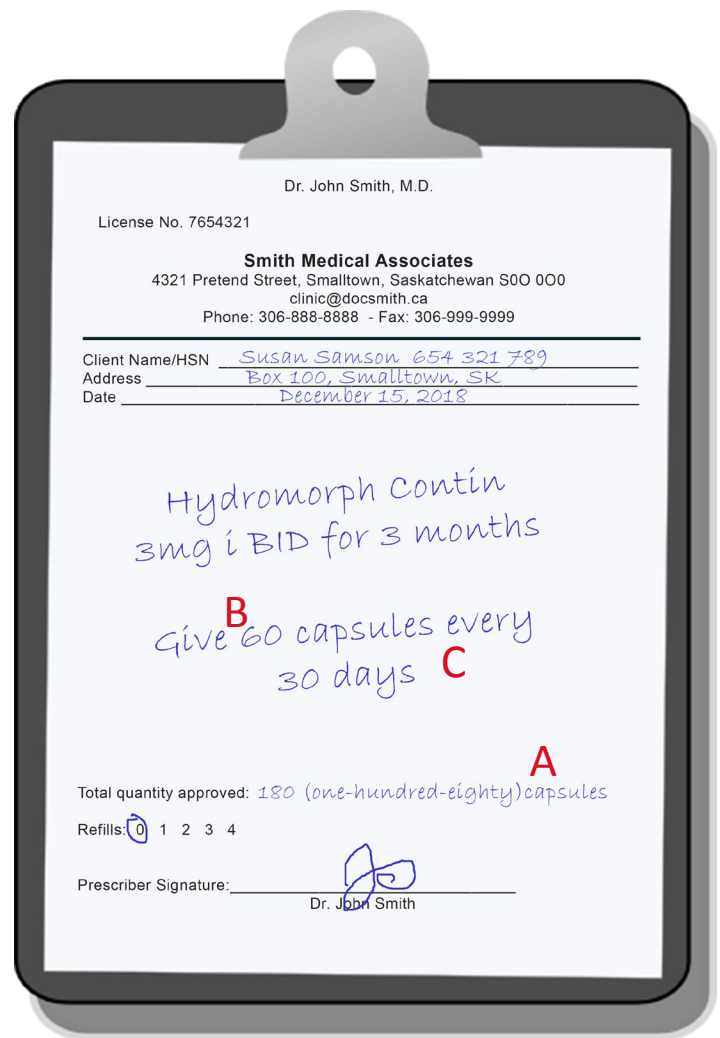 Dr. John Smith, M.D.
License No. 7654321
Smith Medical Associates
4321 Pretend Street, Smalltown, Saskatchewan S0O 0O0
clinic@docsmith.ca
Phone: 306-888-8888 - Fax: 306-999-9999
Client Name/HSN Susan Samson 654 321 789
Address Box 100, Smalltown, SK
Date December 15, 2018
Hydromorph Contin
3mg i BID for 3 months
B
Give 60 capsules every
30 days C
A
Total quantity approved: 180 (one-hundred-eighty) capsules
Refills: 0 1 2 3 4
Prescriber Signature:
Dr. John Smith